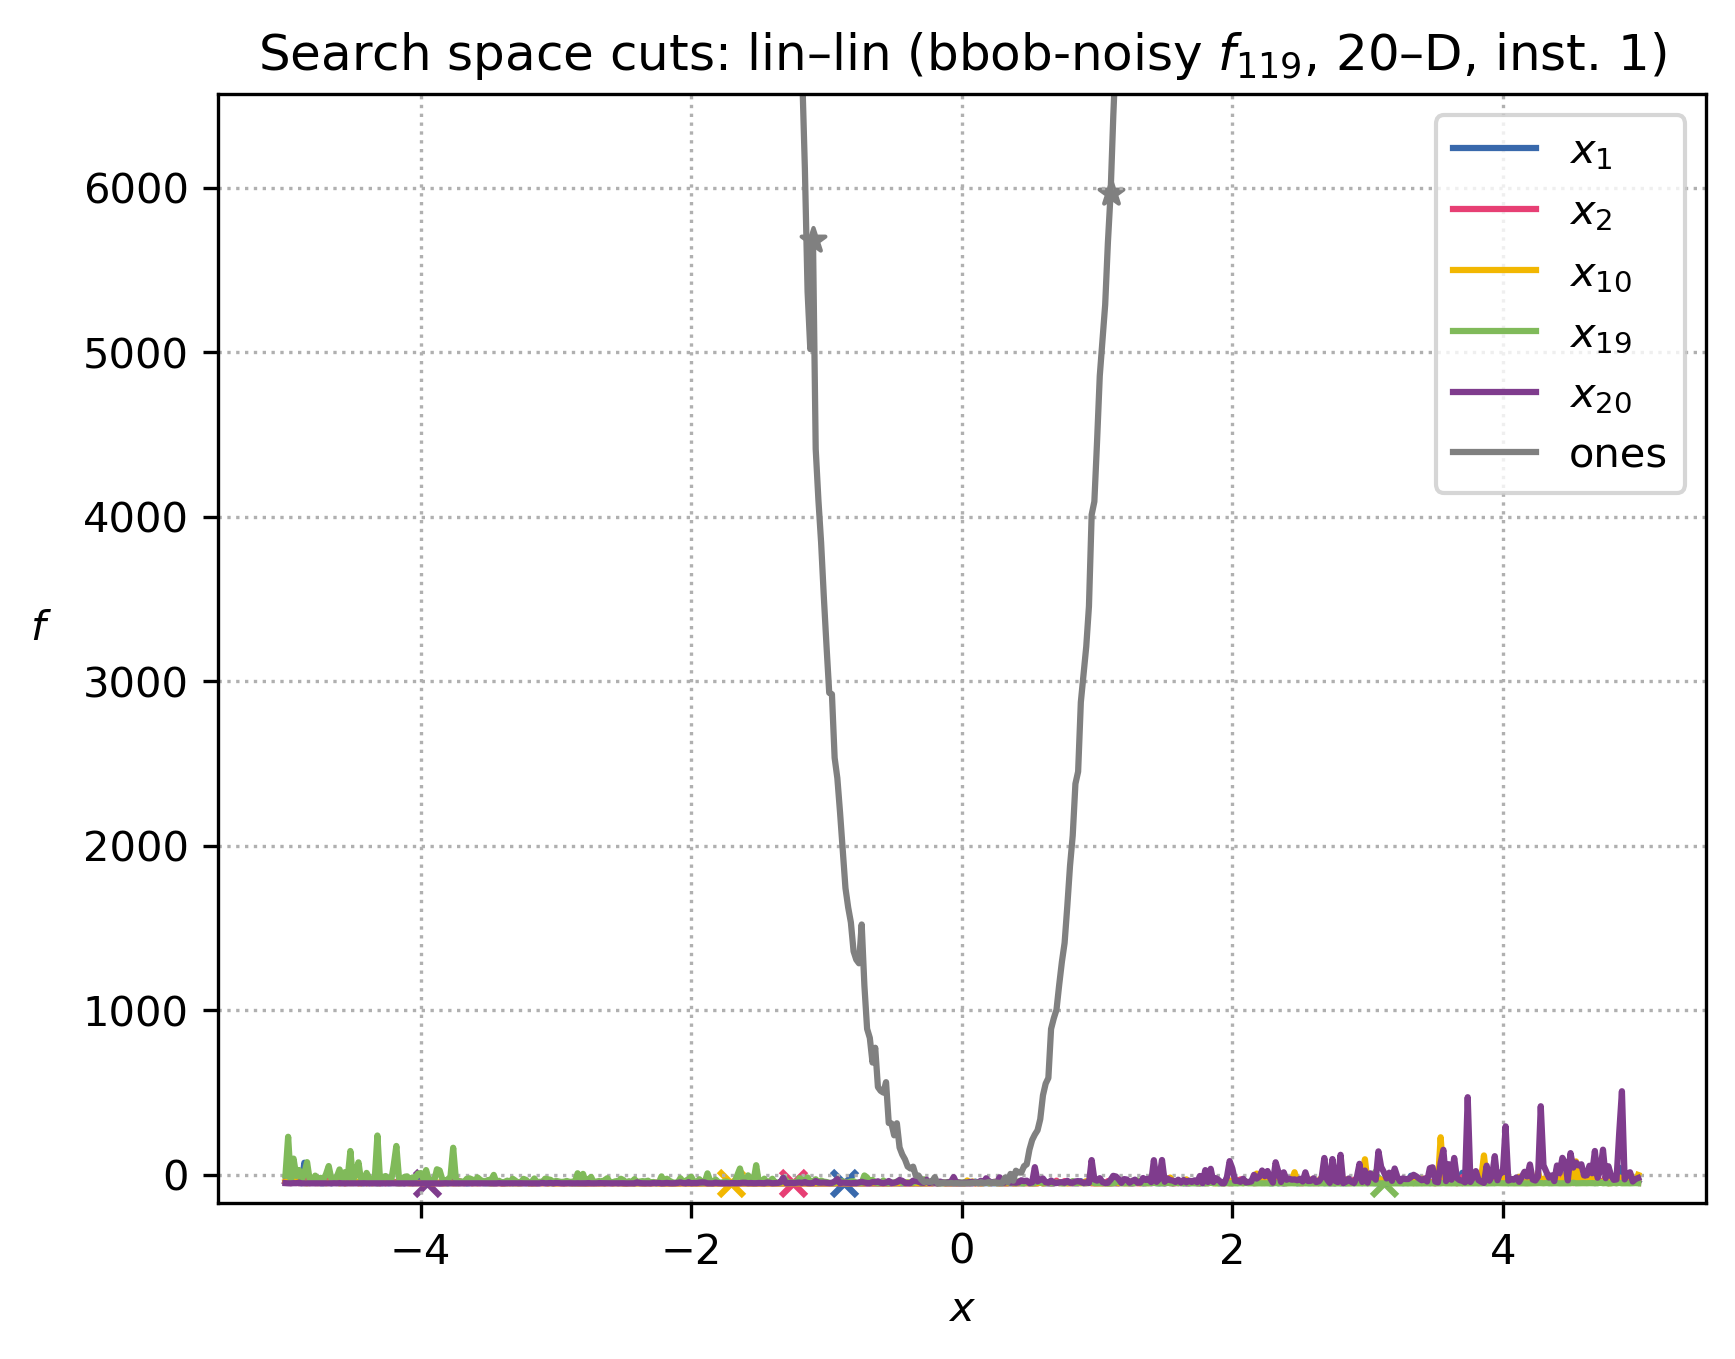 Search space cuts: lin–lin (bbob-noisy f₁₁₉, 20–D, inst. 1)
x₁
x₂
x₁₀
x₁₉
x₂₀
ones
6000
5000
4000
3000
2000
1000
0
f
−4 −2 0 2 4
x